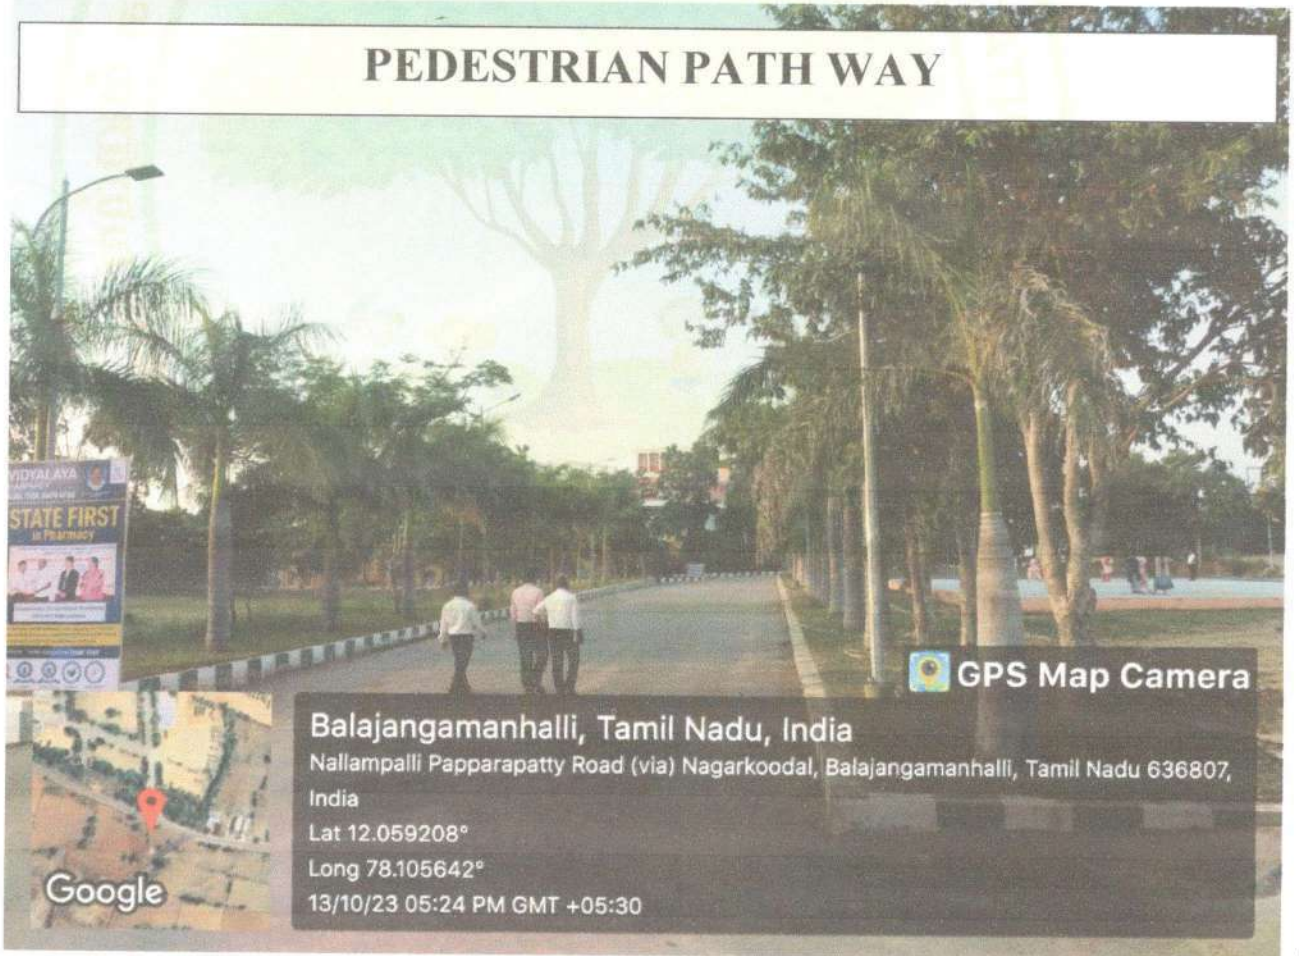 PEDESTRIAN PATH WAY
VIDYALAYA
STATE FIRST
in Pharmacy
GPS Map Camera
Balajangamanhalli, Tamil Nadu, India
Nallampalli Papparapatty Road (via) Nagarkoodal, Balajangamanhalli, Tamil Nadu 636807,
India
Lat 12.059208°
Long 78.105642°
13/10/23 05:24 PM GMT +05:30
Google